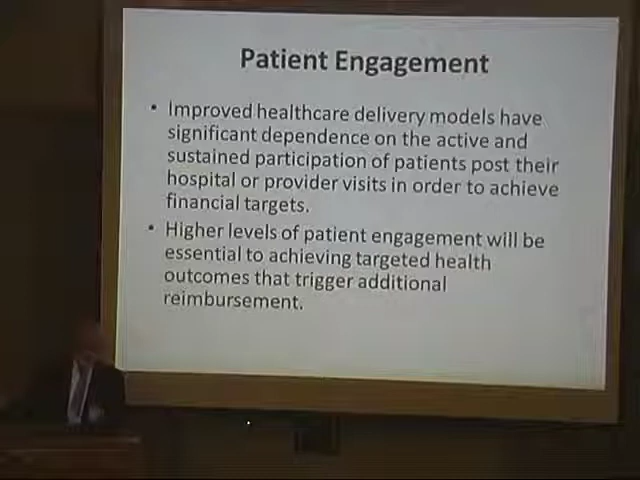 Patient Engagement
• Improved healthcare delivery models have
significant dependence on the active and
sustained participation of patients post their
hospital or provider visits in order to achieve
financial targets.
• Higher levels of patient engagement will be
essential to achieving targeted health
outcomes that trigger additional
reimbursement.